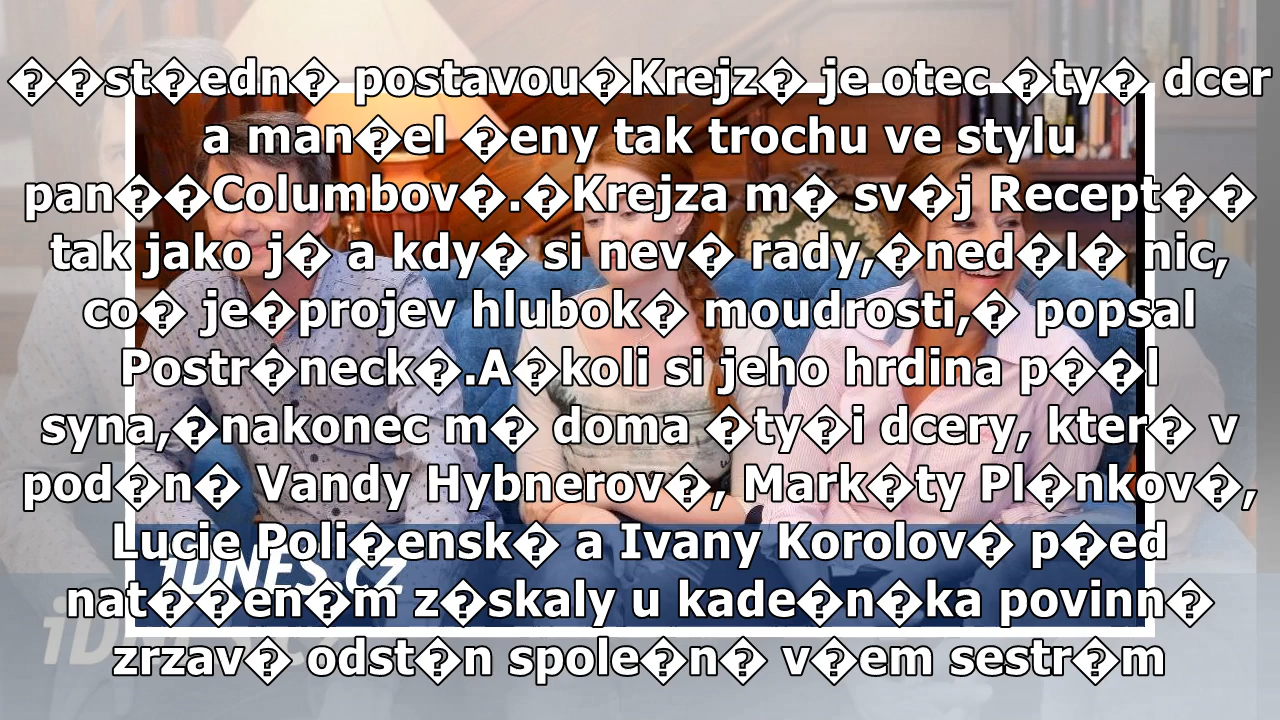 ��st�edn� postavou�Krejz� je otec �ty� dcer
a man�el �eny tak trochu ve stylu
pan��Columbov�.�Krejza m� sv�j Recept��
tak jako j� a kdy� si nev� rady,�ned�l� nic,
co� je�projev hlubok� moudrosti,� popsal
Postr�neck�.A�koli si jeho hrdina p��l
syna,�nakonec m� doma �ty�i dcery, kter� v
pod�n� Vandy Hybnerov�, Mark�ty Pl�nkov�,
Lucie Poli�ensk� a Ivany Korolov� p�ed
iDNES.cz
nat��en�m z�skaly u kade�n�ka povinn�
zrzav� odst�n spole�n� v�em sestr�m